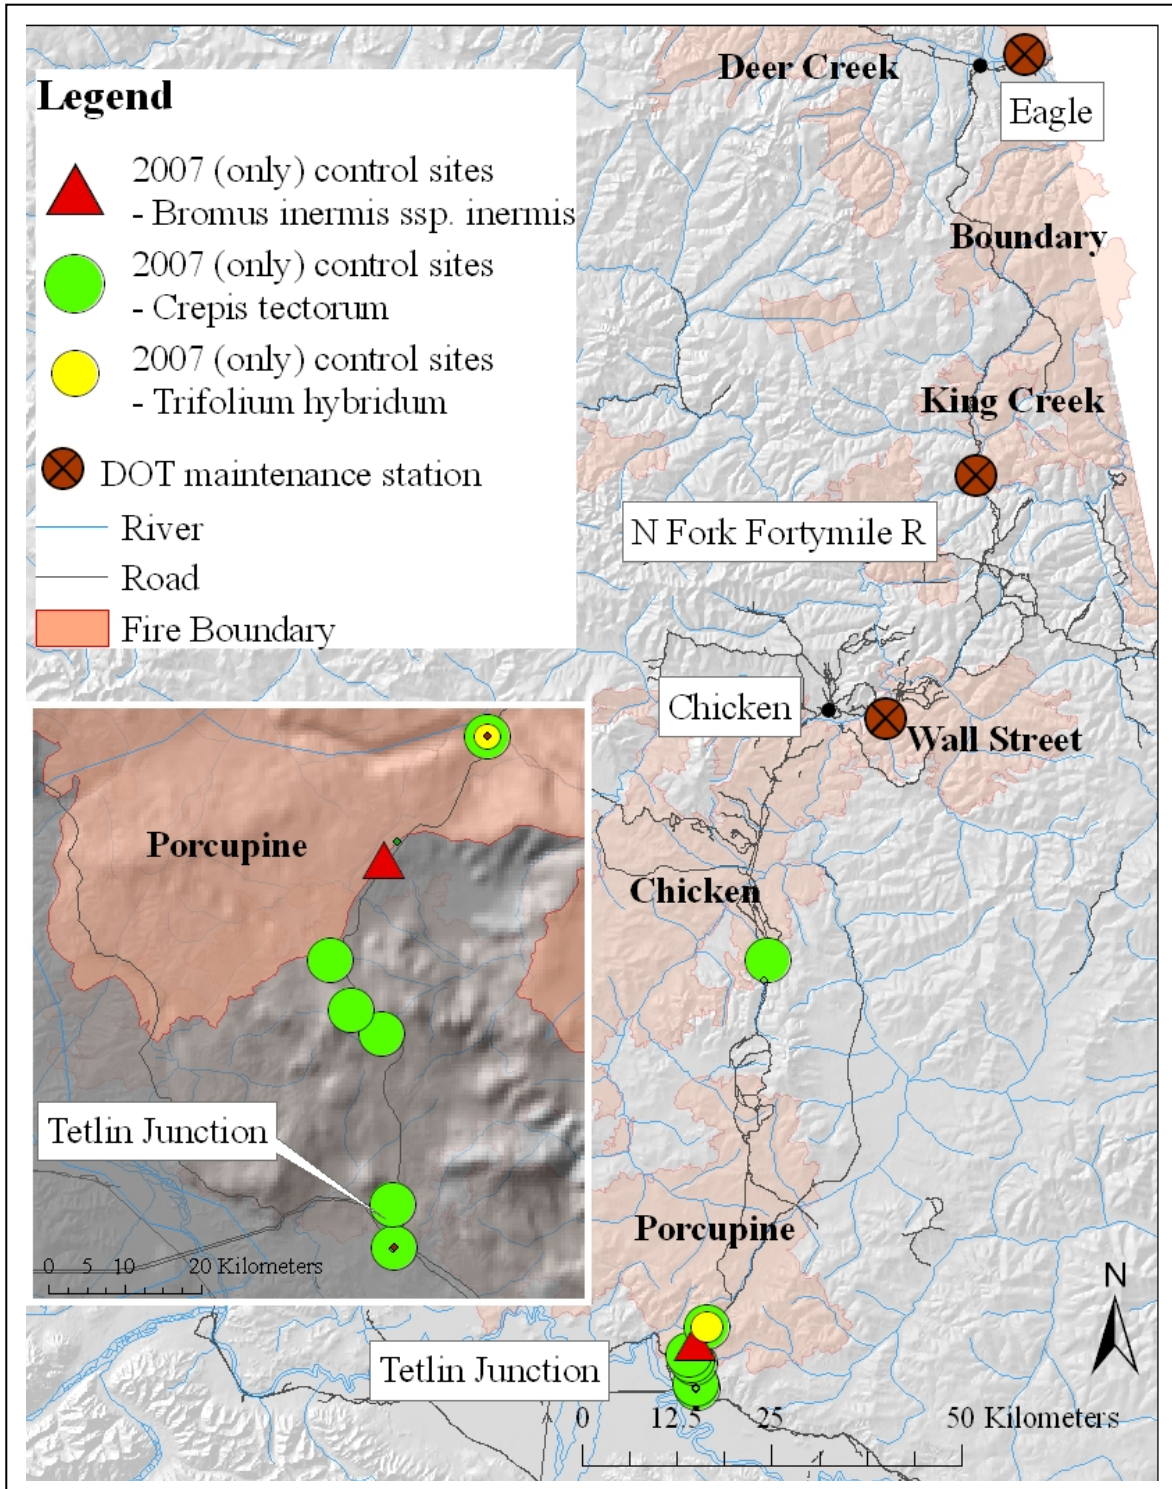 Legend
2007 (only) control sites
- Bromus inermis ssp. inermis
2007 (only) control sites
- Crepis tectorum
2007 (only) control sites
- Trifolium hybridum
DOT maintenance station
River
Road
Fire Boundary
Deer Creek
Eagle
Boundary
King Creek
N Fork Fortymile R
Chicken
Wall Street
Chicken
Porcupine
Tetlin Junction
0 12.5 25 50 Kilometers
N
Porcupine
Tetlin Junction
0 5 10 20 Kilometers